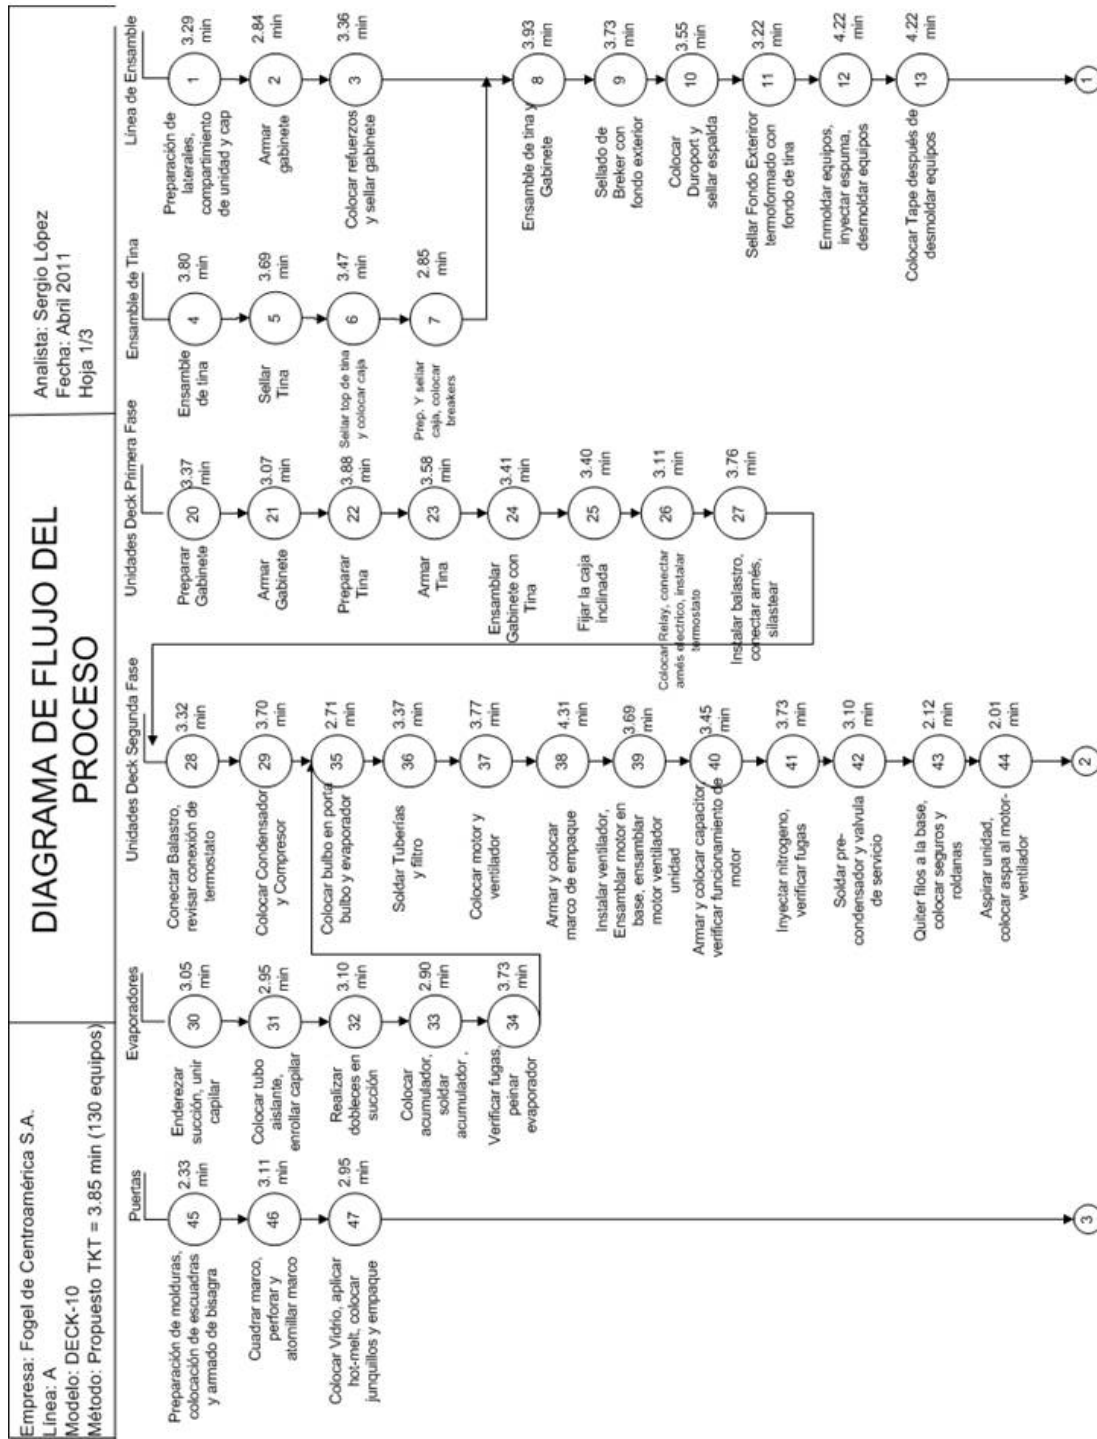 Empresa: Fogel de Centroamérica S.A.
Línea: A
Modelo: DECK-10
Método: Propuesto TKT = 3.85 min (130 equipos)
DIAGRAMA DE FLUJO DEL
PROCESO
Analista: Sergio López
Fecha: Abril 2011
Hoja 1/3
Puertas
Preparación de molduras,
colocación de escuadras
y armado de bisagra
45
2.33
min
Cuadrar marco,
perforar y
atornillar marco
46
3.11
min
Colocar Vidrio, aplicar
hot-melt, colocar
junquillos y empaque
47
2.95
min
3
Evaporadores
Enderezar
succión, unir
capilar
30
3.05
min
Colocar tubo
aislante,
enrollar capilar
31
2.95
min
Realizar
dobleces en
succión
32
3.10
min
Colocar
acumulador,
soldar
acumulador ,
33
2.90
min
Verificar fugas,
peinar
evaporador
34
3.73
min
Unidades Deck Segunda Fase
Conectar Balastro,
revisar conexión de
termostato
28
3.32
min
Colocar Condensador
y Compresor
29
3.70
min
Colocar bulbo en porta
bulbo y evaporador
35
2.71
min
Soldar Tuberías
y filtro
36
3.37
min
Colocar motor y
ventilador
37
3.77
min
Armar y colocar
marco de empaque
38
4.31
min
Instalar ventilador,
Ensamblar motor en
base, ensamblar
motor ventilador
unidad
39
3.69
min
Armar y colocar capacitor,
verificar funcionamiento de
motor
40
3.45
min
Inyectar nitrogeno,
verificar fugas
41
3.73
min
Soldar pre-
condensador y valvula
de servicio
42
3.10
min
Quiter filos a la base,
colocar seguros y
roldanas
43
2.12
min
Aspirar unidad,
colocar aspa al motor-
ventilador
44
2.01
min
2
Unidades Deck Primera Fase
Preparar
Gabinete
20
3.37
min
Armar
Gabinete
21
3.07
min
Preparar
Tina
22
3.88
min
Armar
Tina
23
3.58
min
Ensamblar
Gabinete con
Tina
24
3.41
min
Fijar la caja
inclinada
25
3.40
min
Colocar Relay, conectar
arnés electrico, instalar
termostato
26
3.11
min
Instalar balastro,
conectar arnés,
silastear
27
3.76
min
Ensamble de Tina
Ensamble
de tina
4
3.80
min
Sellar
Tina
5
3.69
min
Sellar top de tina
y colocar caja
6
3.47
min
Prep. Y sellar
caja, colocar
breakers
7
2.85
min
Línea de Ensamble
Preparación de
laterales,
compartimiento
de unidad y cap
1
3.29
min
Armar
gabinete
2
2.84
min
Colocar refuerzos
y sellar gabinete
3
3.36
min
Ensamble de tina y
Gabinete
8
3.93
min
Sellado de
Breker con
fondo exterior
9
3.73
min
Colocar
Duroport y
sellar espalda
10
3.55
min
Sellar Fondo Exteriror
termoformado con
fondo de tina
11
3.22
min
Enmoldar equipos,
inyectar espuma,
desmoldar equipos
12
4.22
min
Colocar Tape después de
desmoldar equipos
13
4.22
min
1